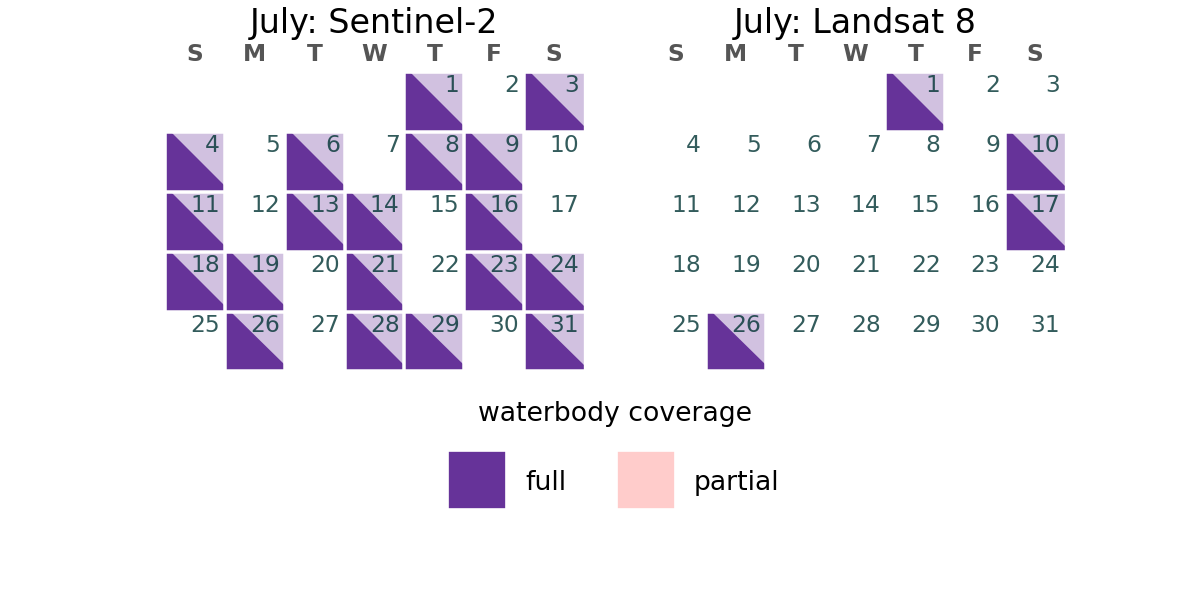 July: Sentinel-2
S M T W T F S
1 2 3
4 5 6 7 8 9 10
11 12 13 14 15 16 17
18 19 20 21 22 23 24
25 26 27 28 29 30 31
July: Landsat 8
S M T W T F S
1 2 3
4 5 6 7 8 9 10
11 12 13 14 15 16 17
18 19 20 21 22 23 24
25 26 27 28 29 30 31
waterbody coverage
full partial